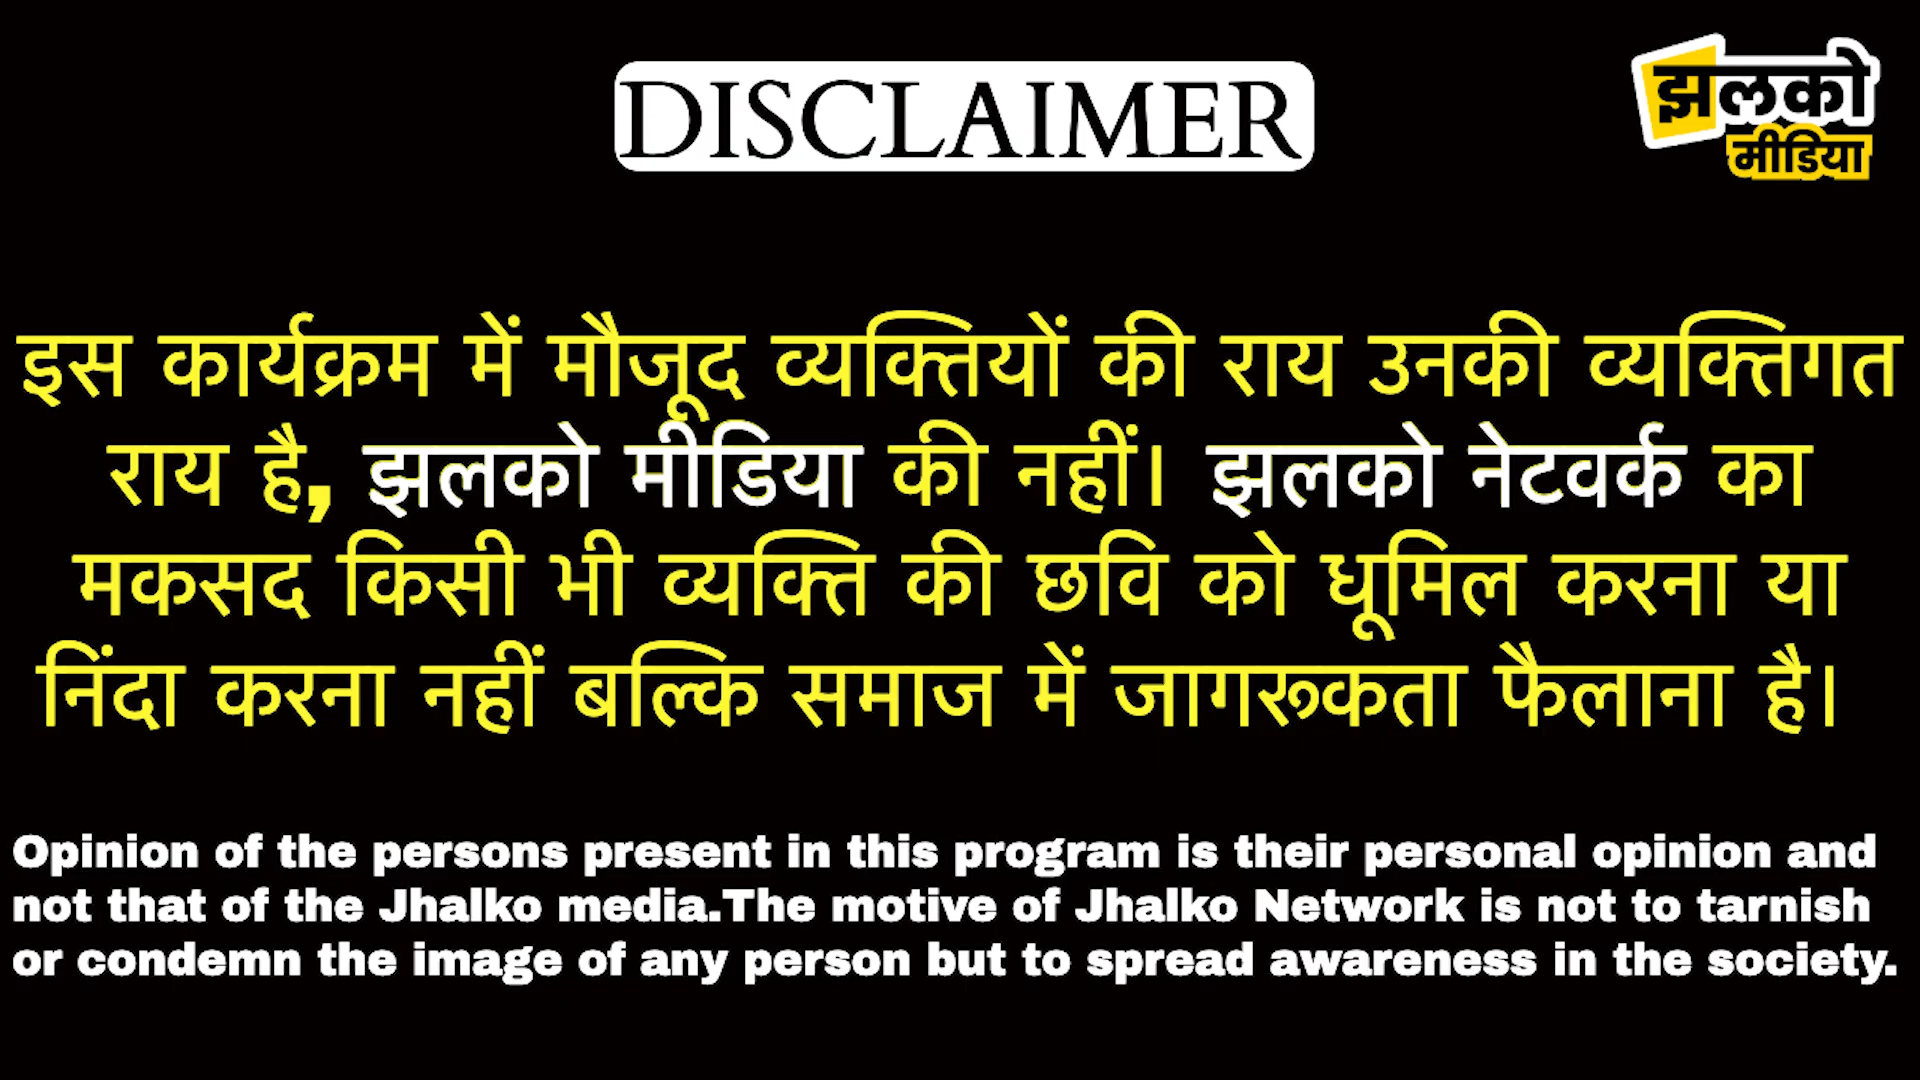 DISCLAIMER
झलको
मीडिया
इस कार्यक्रम में मौजूद व्यक्तियों की राय उनकी व्यक्तिगत
राय है, झलको मीडिया की नहीं। झलको नेटवर्क का
मकसद किसी भी व्यक्ति की छवि को धूमिल करना या
निंदा करना नहीं बल्कि समाज में जागरूकता फैलाना है।
Opinion of the persons present in this program is their personal opinion and
not that of the Jhalko media.The motive of Jhalko Network is not to tarnish
or condemn the image of any person but to spread awareness in the society.